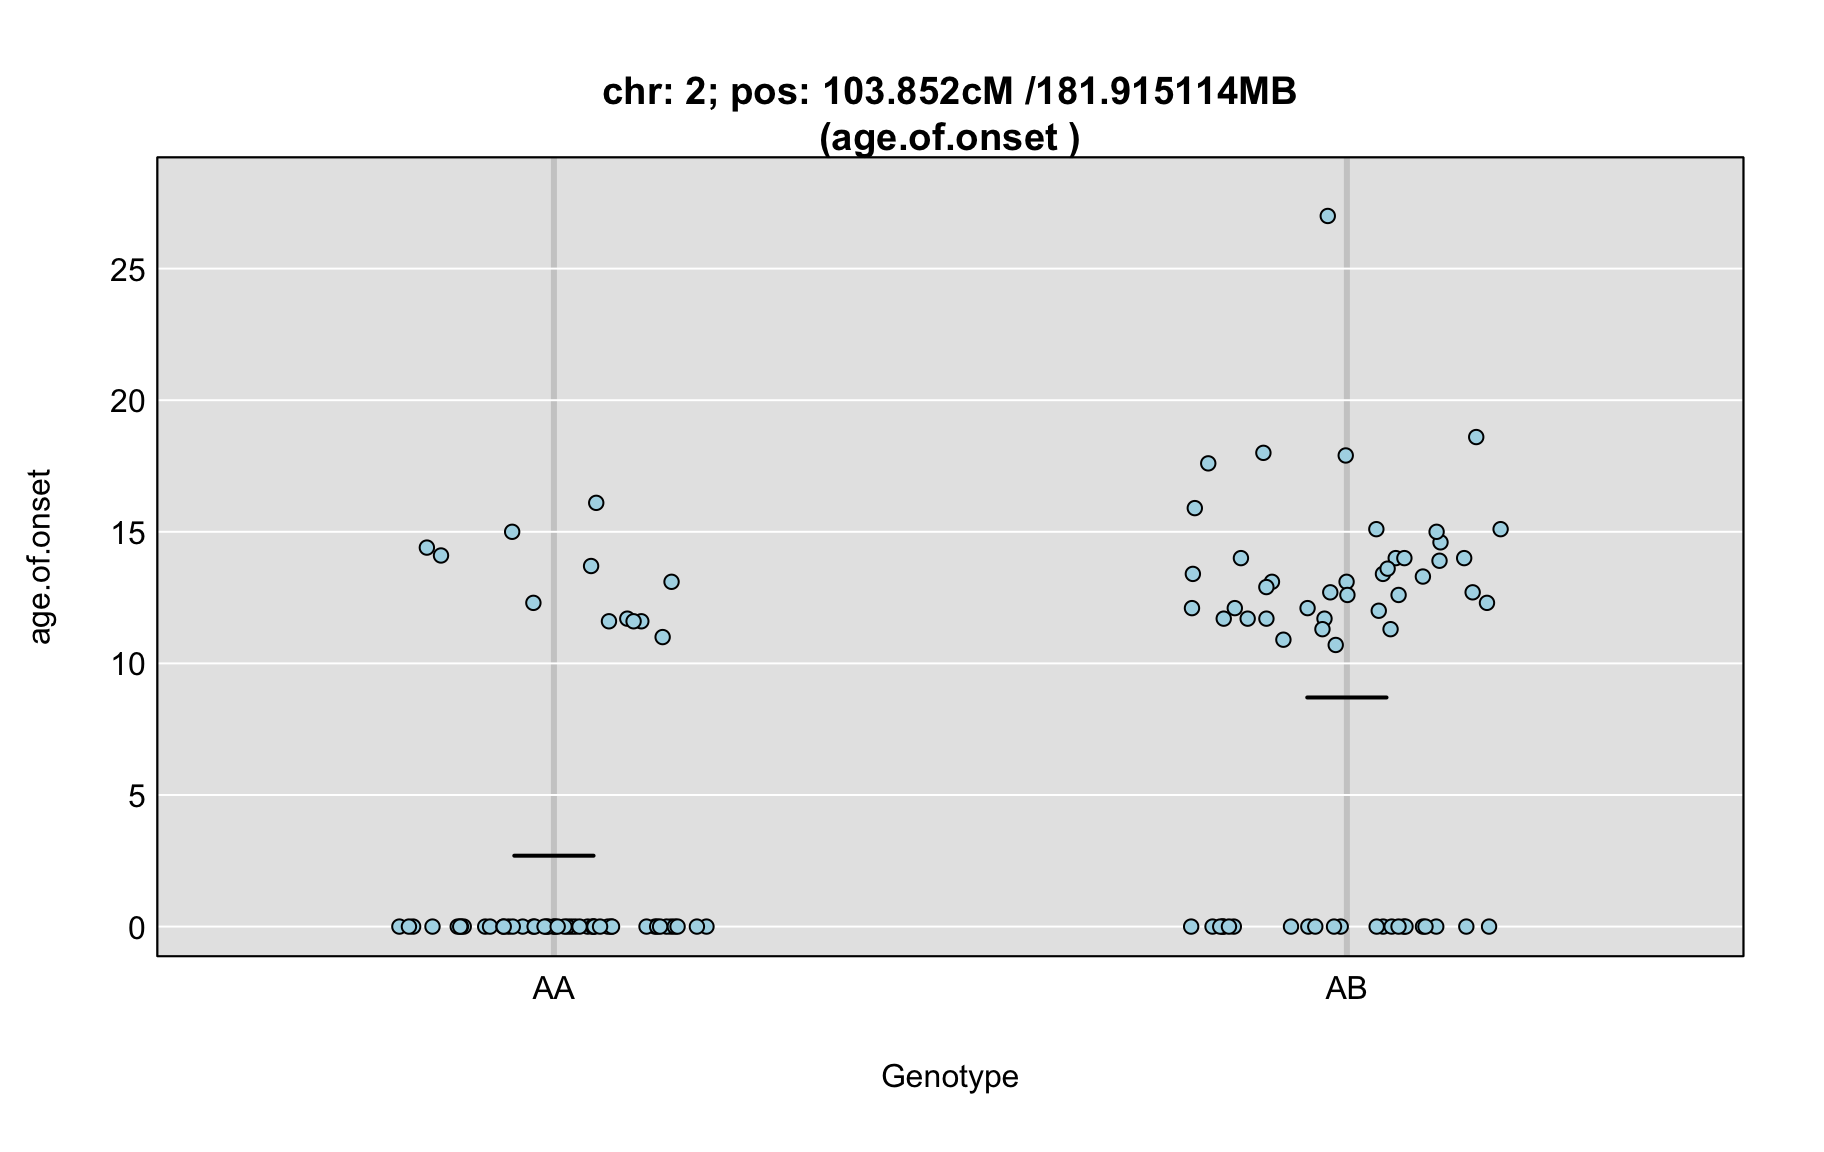 chr: 2; pos: 103.852cM /181.915114MB
(age.of.onset )
age.of.onset
25
20
15
10
5
0
AA
AB
Genotype